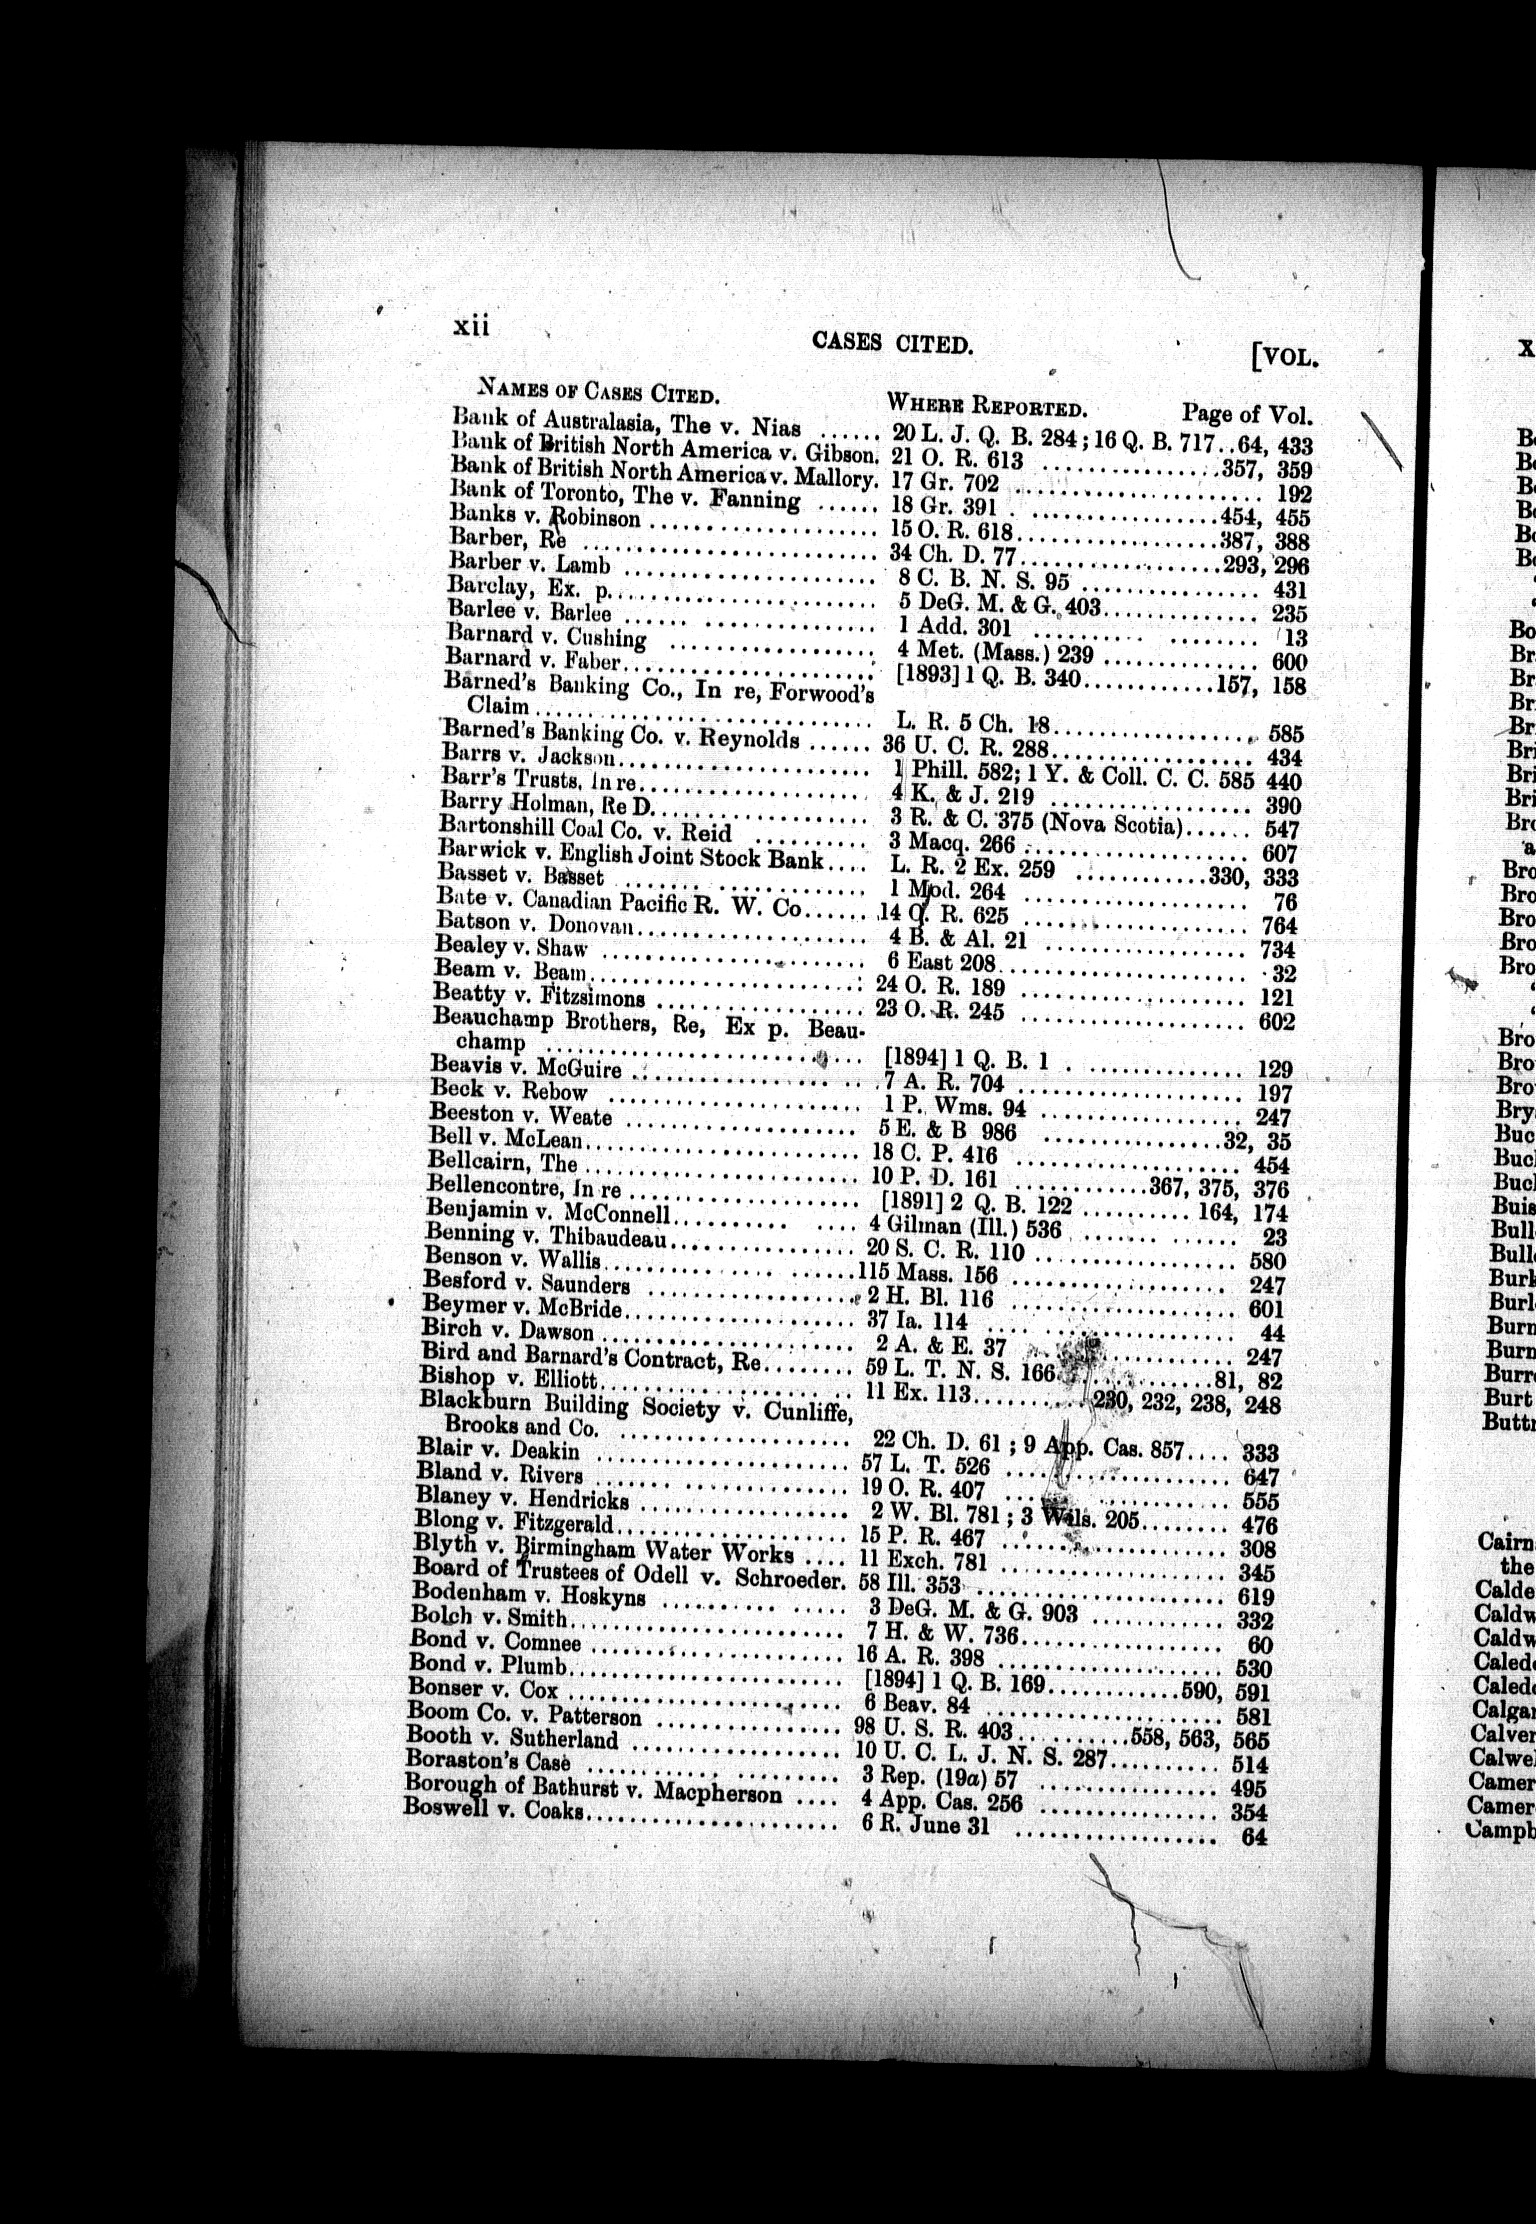 xii CASES CITED. [VOL.
NAMES OF CASES CITED. WHERE REPORTED. Page of Vol.
Bank of Australasia, The v. Nias ...... 20 L. J. Q. B. 284; 16 Q. B. 717..64, 433
Bank of British North America v. Gibson. 21 O. R. 613 ................357, 359
Bank of British North America v. Mallory. 17 Gr. 702 ...................... 192
Bank of Toronto, The v. Fanning ...... 18 Gr. 391 . ................454, 455
Banks v. Robinson .................... 15 O. R. 618..................387, 388
Barber, Re .......................... 34 Ch. D. 77..................293, 296
Barber v. Lamb ...................... 8 C. B. N. S. 95 ................ 431
Barclay, Ex. p....................... 5 DeG. M. & G. 403.............. 235
Barlee v. Barlee ...... ............... 1 Add. 301 .......... ........ 13
Barnard v. Cushing .................. 4 Met. (Mass.) 239 .............. 600
Barnard v. Faber...................... [1893] 1 Q. B. 340............157, 158
Barned's Banking Co., In re, Forwood's
Claim .............................. L. R. 5 Ch. 18.................. 585
Barned's Banking Co. v. Reynolds ...... 36 U. C. R. 288.................. 434
Barrs v. Jackson...................... 1 Phill. 582; 1 Y. & Coll. C. C. 585 440
Barr's Trusts, In re.................... 4 K. & J. 219 .................. 390
Barry Holman, Re D................... 3 R. & C. 375 (Nova Scotia)...... 547
Bartonshill Coal Co. v. Reid .......... 3 Macq. 266 .................... 607
Barwick v. English Joint Stock Bank.... L. R. 2 Ex. 259 ............330, 333
Basset v. Basset ....... ............. 1 Mod. 264 .................... 76
Bate v. Canadian Pacific R. W. Co...... 14 O. R. 625 .................... 764
Batson v. Donovan.................... 4 B. & Al. 21 .................. 734
Bealey v. Shaw ...................... 6 East 208...................... 32
Beam v. Beam........................ 24 O. R. 189 .................... 121
Beatty v. Fitzsimons .................. 23 O. R. 245 .................... 602
Beauchamp Brothers, Re, Ex p. Beau-
champ ............................ [1894] 1 Q. B. 1 . ............... 129
Beavis v. McGuire .................... 7 A. R. 704 .................... 197
Beck v. Rebow ...................... 1 P. Wms. 94 .................. 247
Beeston v. Weate .................... 5 E. & B 986 ................32, 35
Bell v. McLean........................ 18 C. P. 416 .................... 454
Bellcairn, The ........................ 10 P. D. 161 ............367, 375, 376
Bellencontre, In re .................... [1891] 2 Q. B. 122 .......... 164, 174
Benjamin v. McConnell.......... .... 4 Gilman (Ill.) 536 ....... ...... 23
Benning v. Thibaudeau................ 20 S. C. R. 110 .................. 580
Benson v. Wallis............... ......115 Mass. 156 .................... 247
Besford v. Saunders .................. 2 H. Bl. 116 .................... 601
Beymer v. McBride.................... 37 Ia. 114 .... ................ 44
Birch v. Dawson ...................... 2 A. & E. 37 .................. 247
Bird and Barnard's Contract, Re........ 59 L. T. N. S. 166..............81, 82
Bishop v. Elliott...................... 11 Ex. 113..........230, 232, 238, 248
Blackburn Building Society v. Cunliffe,
Brooks and Co. .................... 22 Ch. D. 61 ; 9 App. Cas. 857.... 333
Blair v. Deakin ...................... 57 L. T. 526 .................... 647
Bland v. Rivers ...................... 19 O. R. 407 .................... 555
Blaney v. Hendricks .................. 2 W. Bl. 781 ; 3 Wils. 205........ 476
Blong v. Fitzgerald.................... 15 P. R. 467 .................... 308
Blyth v. Birmingham Water Works .... 11 Exch. 781 .................... 345
Board of Trustees of Odell v. Schroeder. 58 Ill. 353 ...................... 619
Bodenham v. Hoskyns .......... ..... 3 DeG. M. & G. 903 ............ 332
Bolch v. Smith........................ 7 H. & W. 736.................. 60
Bond v. Comnee ...................... 16 A. R. 398 .................... 530
Bond v. Plumb........................ [1894] 1 Q. B. 169............590, 591
Bonser v. Cox ........................ 6 Beav. 84 .................... 581
Boom Co. v. Patterson ................ 98 U. S. R. 403..........558, 563, 565
Booth v. Sutherland .................. 10 U. C. L. J. N. S. 287.......... 514
Boraston's Case ...................... 3 Rep. (19a) 57 ................ 495
Borough of Bathurst v. Macpherson .... 4 App. Cas. 256 ................ 354
Boswell v. Coaks...................... 6 R. June 31 .................. 64